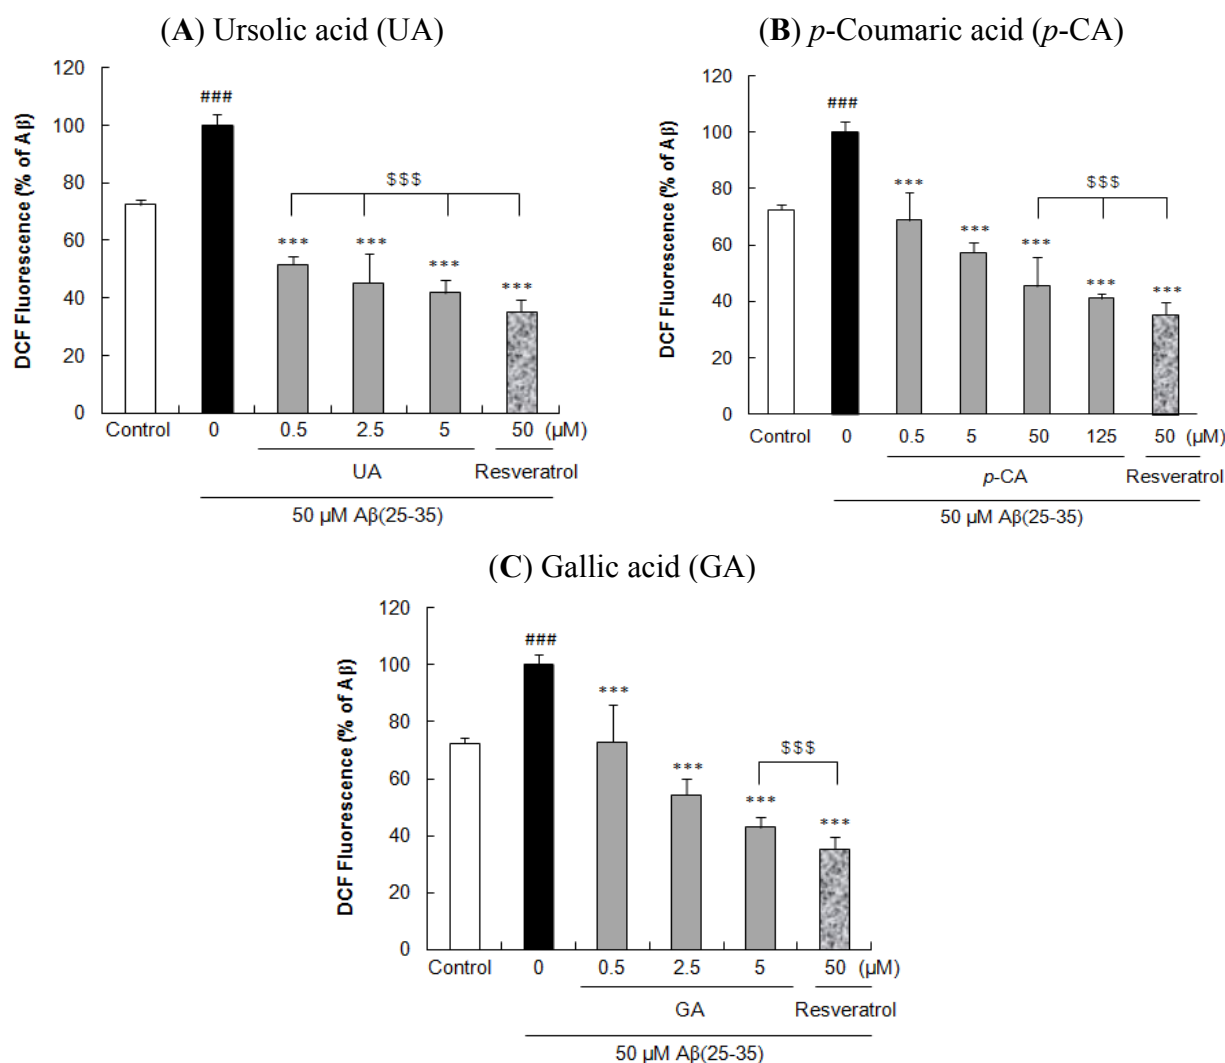 (A) Ursolic acid (UA)
DCF Fluorescence (% of Aβ)
120
100
80
60
40
20
0
###
$$$
***
***
***
***
Control 0 0.5 2.5 5 50 (µM)
UA Resveratrol
50 µM Aβ(25-35)
(B) p-Coumaric acid (p-CA)
DCF Fluorescence (% of Aβ)
120
100
80
60
40
20
0
###
***
$$$
***
***
***
***
Control 0 0.5 5 50 125 50 (µM)
p-CA Resveratrol
50 µM Aβ(25-35)
(C) Gallic acid (GA)
DCF Fluorescence (% of Aβ)
120
100
80
60
40
20
0
###
***
$$$
***
***
***
Control 0 0.5 2.5 5 50 (µM)
GA Resveratrol
50 µM Aβ(25-35)